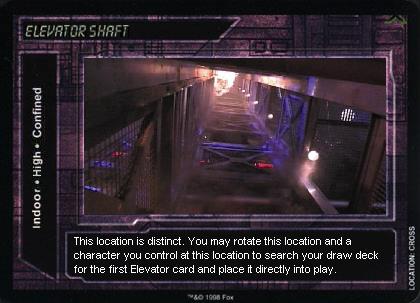 ELEVATOR SHAFT
Indoor • High • Confined
This location is distinct. You may rotate this location and a
character you control at this location to search your draw deck
for the first Elevator card and place it directly into play.
LOCATION: CROSS
™&© 1998 Fox